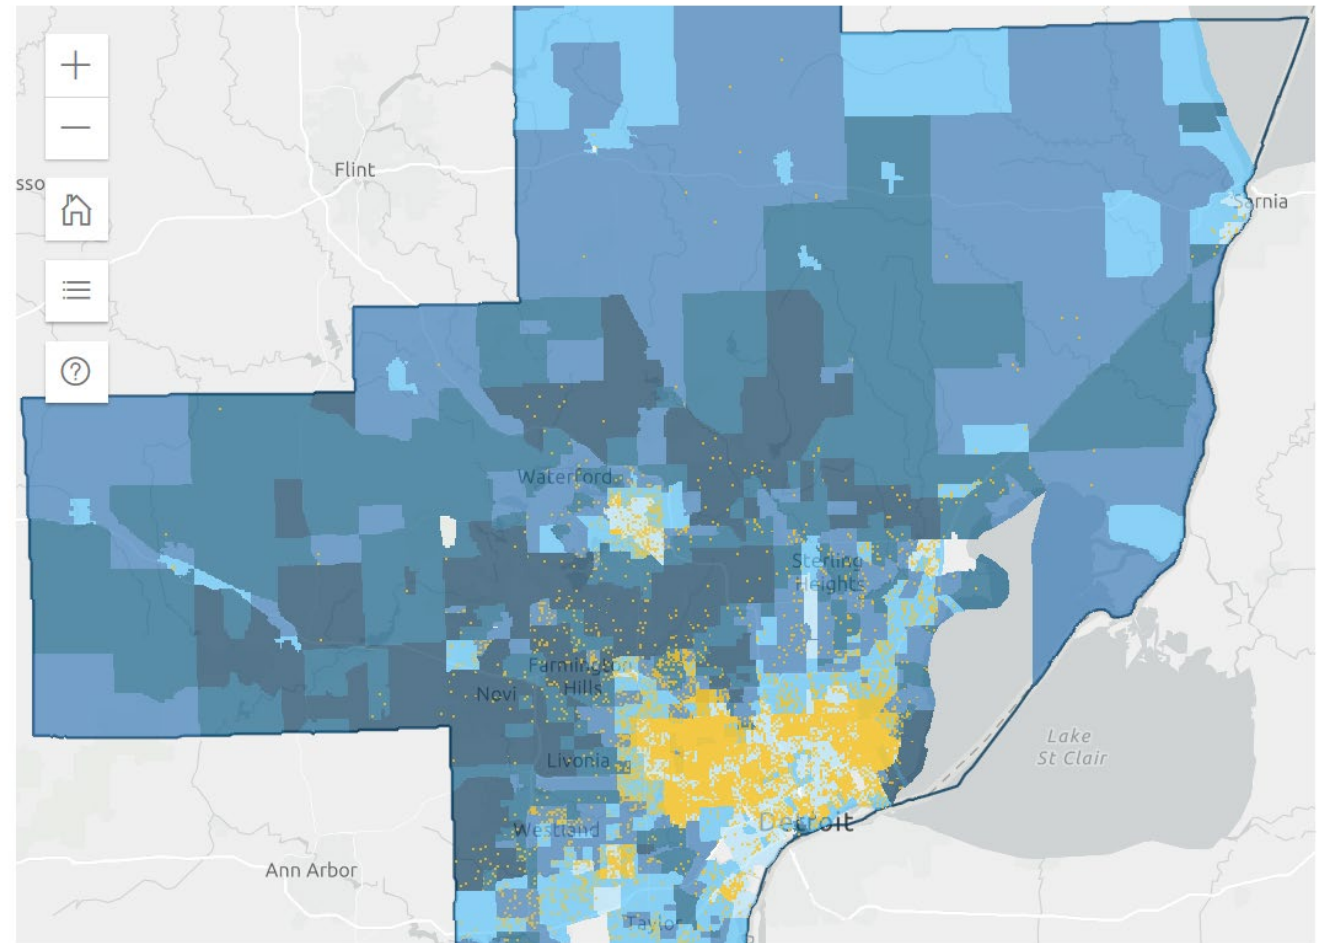 Flint
sso
Sarnia
Waterford
Sterling
Heights
Farmington
Hills
Novi
Livonia
Lake
St Clair
Westland
Detroit
Ann Arbor
Taylor